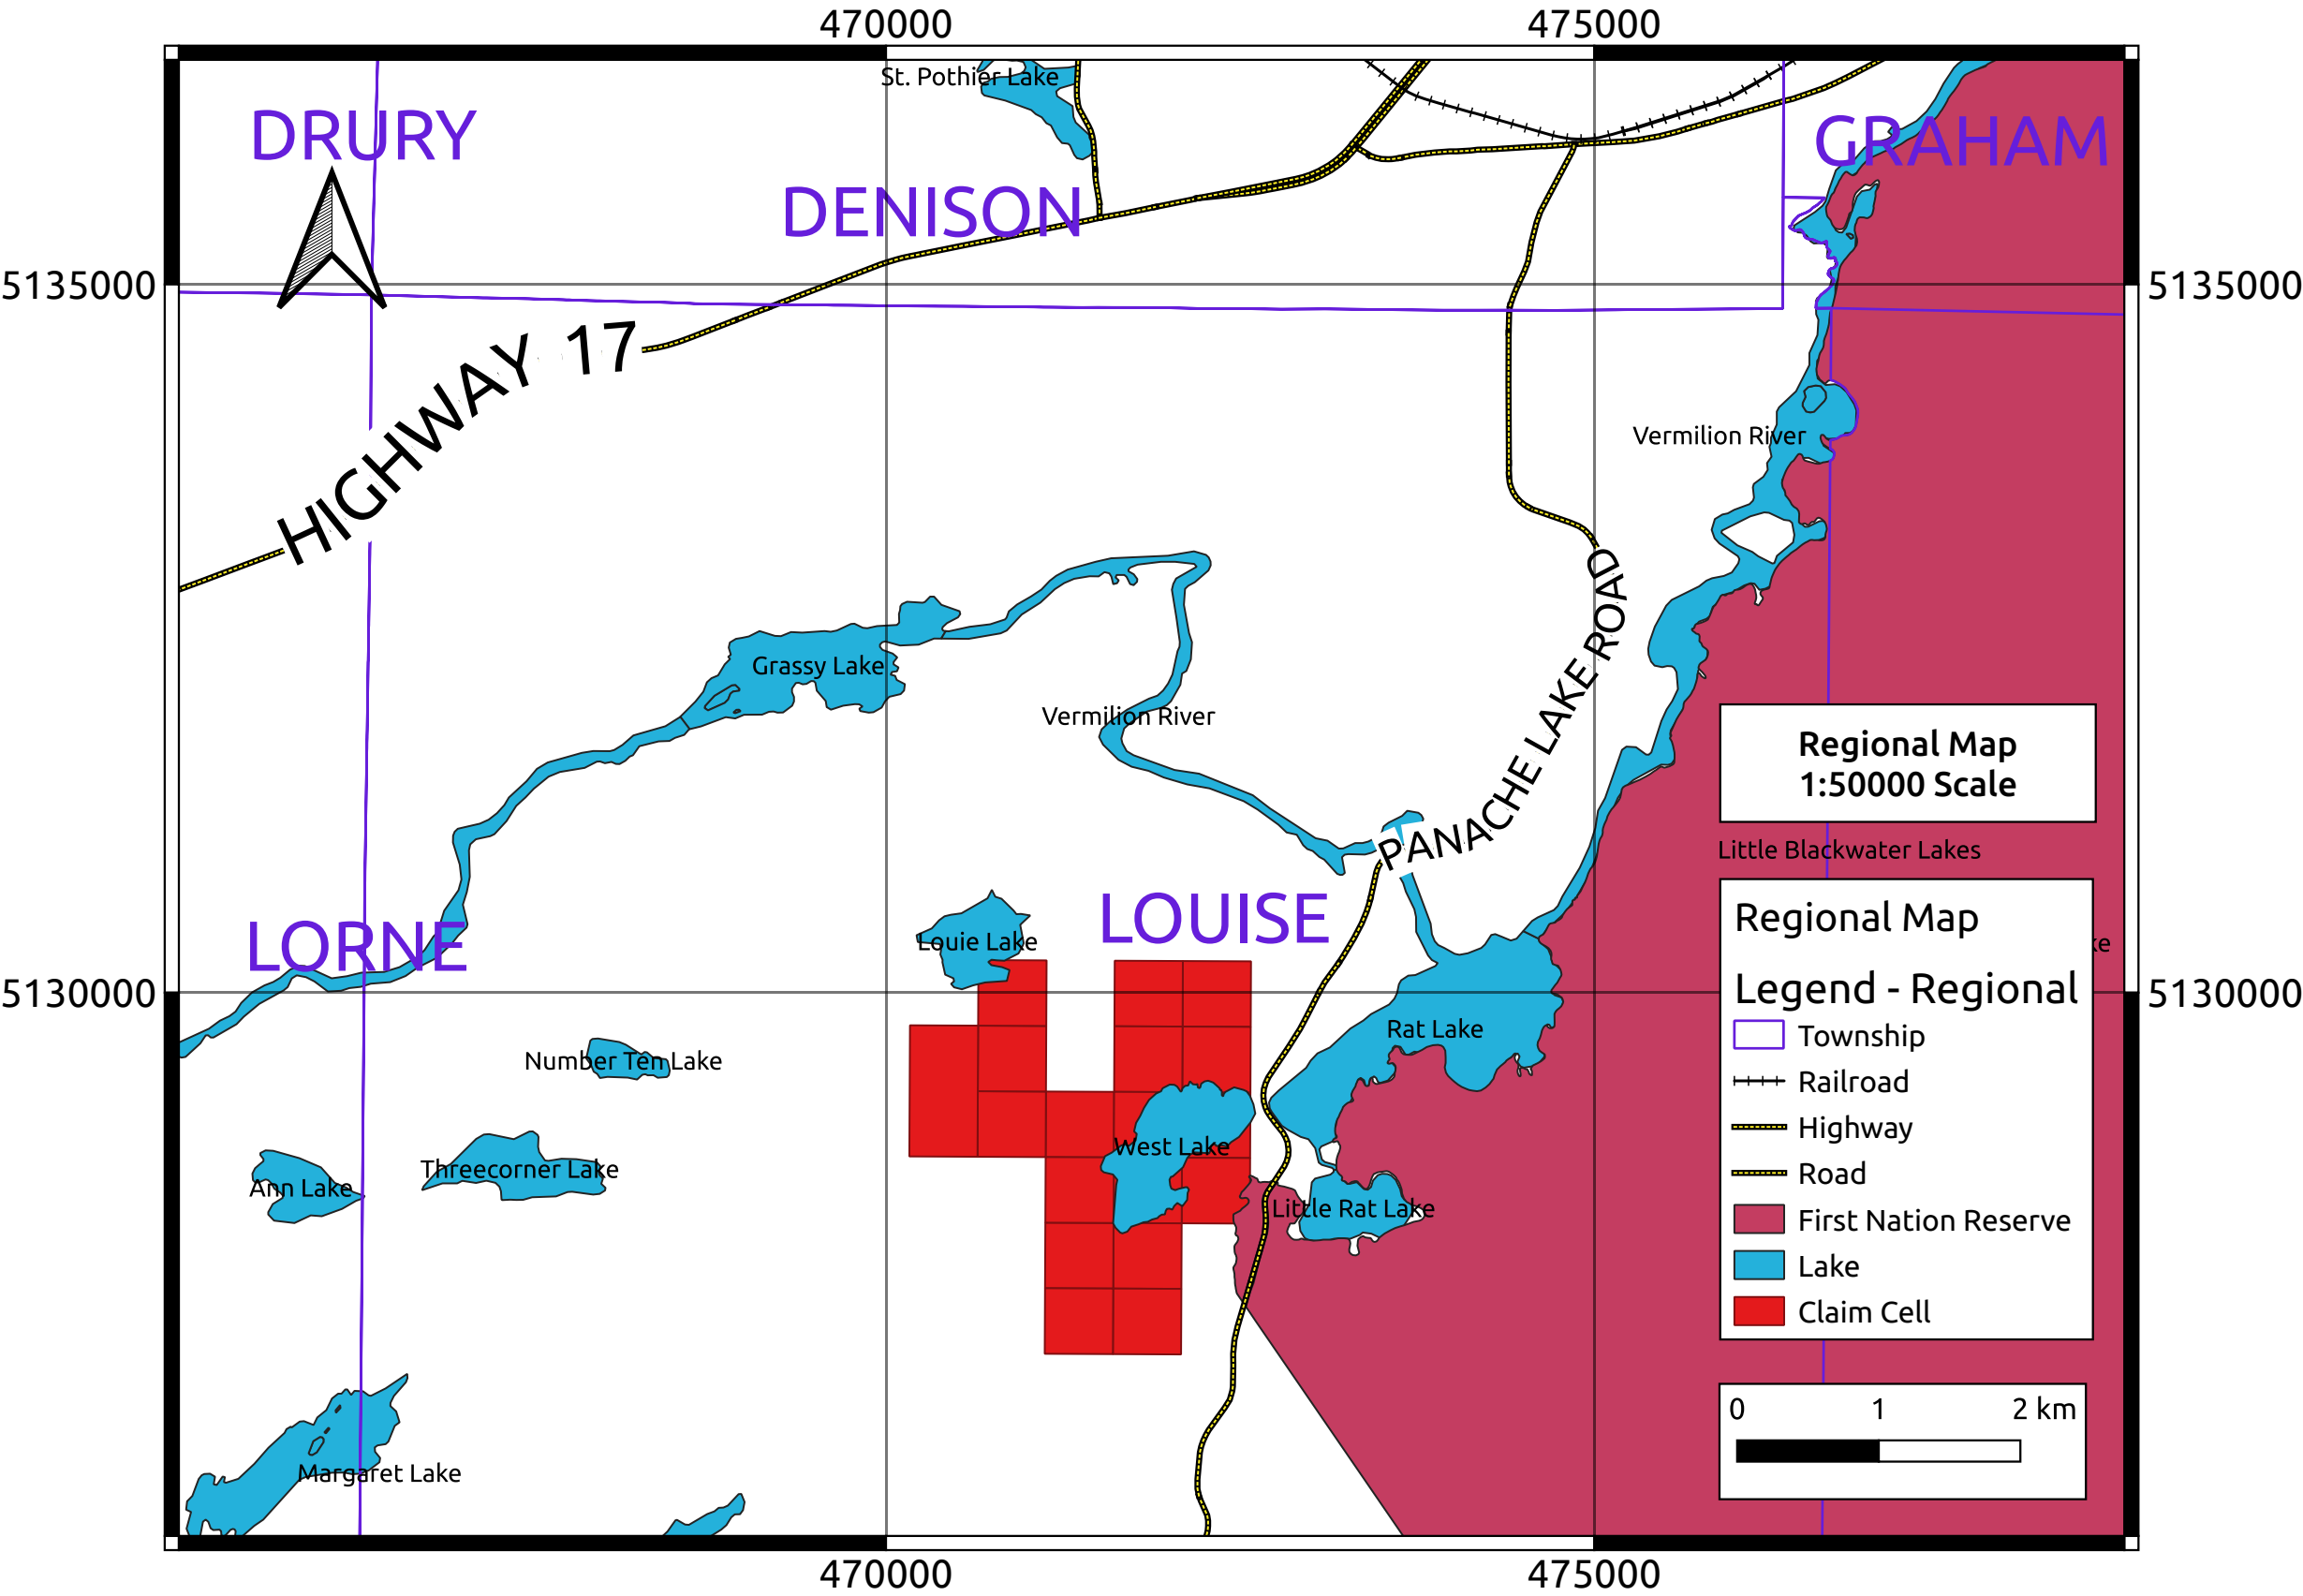 470000 475000
St. Pothier Lake
DRURY
GRAHAM
DENISON
5135000 5135000
HIGHWAY 17
Vermilion River
PANACHE LAKE ROAD
Grassy Lake
Vermilion River
Regional Map
1:50000 Scale
Little Blackwater Lakes
LOUISE
LORNE
Louie Lake
ke
5130000 5130000
Rat Lake
Number Ten Lake
West Lake
Threecorner Lake
Ann Lake
Little Rat Lake
Margaret Lake
Regional Map
Legend - Regional
Township
Railroad
Highway
Road
First Nation Reserve
Lake
Claim Cell
0 1 2 km
470000 475000